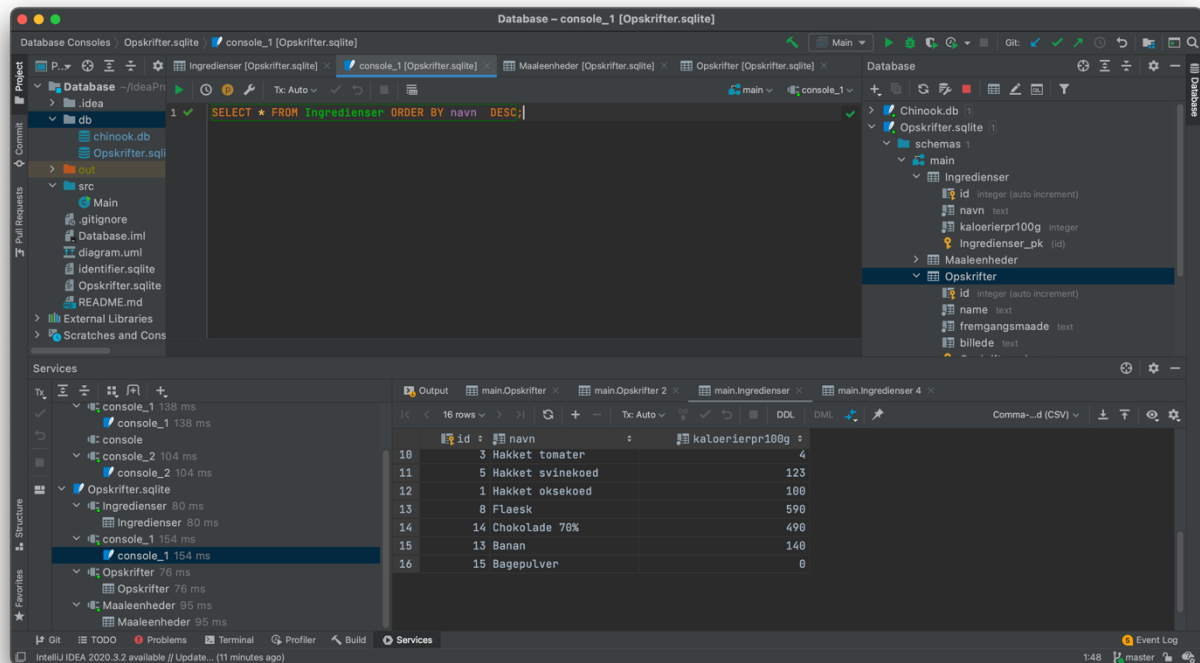 Database – console_1 [Opskrifter.sqlite]
Database Consoles > Opskrifter.sqlite > console_1 [Opskrifter.sqlite]
Main
Git:
Project
P...
Ingredienser [Opskrifter.sqlite]
console_1 [Opskrifter.sqlite]
Maaleenheder [Opskrifter.sqlite]
Opskrifter [Opskrifter.sqlite]
Database
Database ~/IdeaPro
.idea
db
chinook.db
Opskrifter.sqli
out
src
Main
.gitignore
Database.iml
diagram.uml
identifier.sqlite
Opskrifter.sqlite
README.md
External Libraries
Scratches and Cons
Commit
Pull Requests
Tx: Auto
main
console_1
1 SELECT * FROM Ingredienser ORDER BY navn DESC;
Database
Chinook.db 1
Opskrifter.sqlite 1
schemas 1
main
Ingredienser
id integer (auto increment)
navn text
kaloerierpr100g integer
Ingredienser_pk (id)
Maaleenheder
Opskrifter
id integer (auto increment)
name text
fremgangsmaade text
billede text
Services
Tx
console_1 138 ms
console_1 138 ms
console
console_2 104 ms
console_2 104 ms
Opskrifter.sqlite
Ingredienser 80 ms
Ingredienser 80 ms
console_1 154 ms
console_1 154 ms
Opskrifter 76 ms
Opskrifter 76 ms
Maaleenheder 95 ms
Maaleenheder 95 ms
Structure
Favorites
Output
main.Opskrifter
main.Opskrifter 2
main.Ingredienser
main.Ingredienser 4
16 rows
Tx: Auto
DDL
DML
Comma-...d (CSV)
id navn kaloerierpr100g
10 3 Hakket tomater 4
11 5 Hakket svinekoed 123
12 1 Hakket oksekoed 100
13 8 Flaesk 590
14 14 Chokolade 70% 490
15 13 Banan 140
16 15 Bagepulver 0
Git
TODO
Problems
Terminal
Profiler
Build
Services
5 Event Log
IntelliJ IDEA 2020.3.2 available // Update... (11 minutes ago)
1:48
master